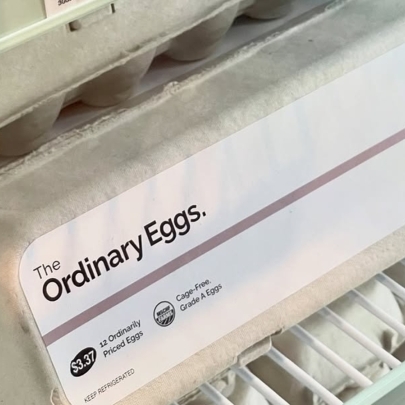 The
Ordinary Eggs.
$3.37
12 Ordinarily
Priced Eggs
Cage-Free,
Grade A Eggs
KEEP REFRIGERATED